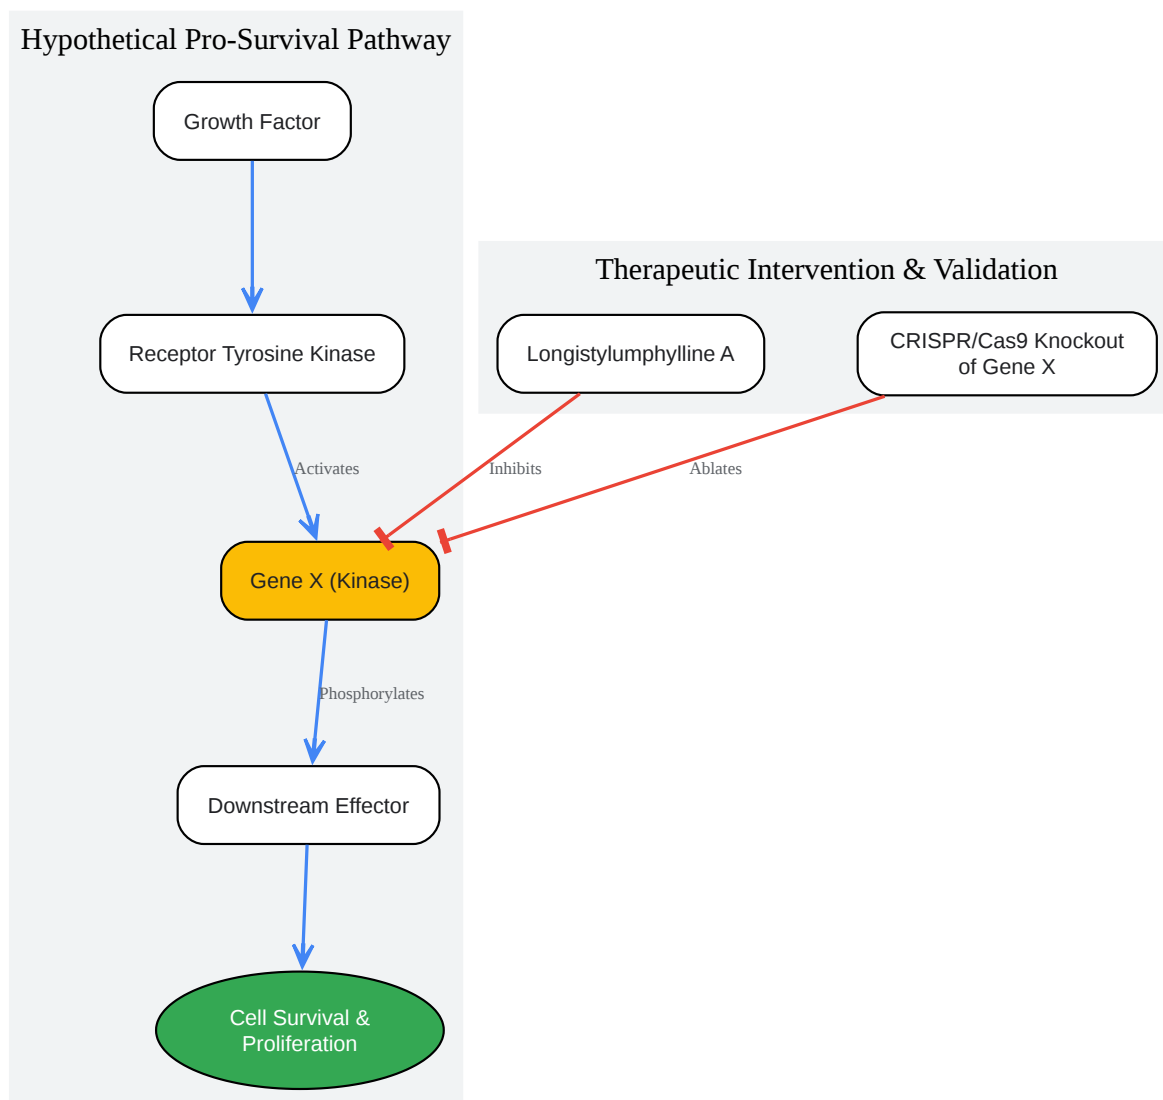 Hypothetical Pro-Survival Pathway
Growth Factor
Therapeutic Intervention & Validation
Receptor Tyrosine Kinase
Longistylumphylline A
CRISPR/Cas9 Knockout
of Gene X
Activates
Inhibits
Ablates
Gene X (Kinase)
Phosphorylates
Downstream Effector
Cell Survival &
Proliferation